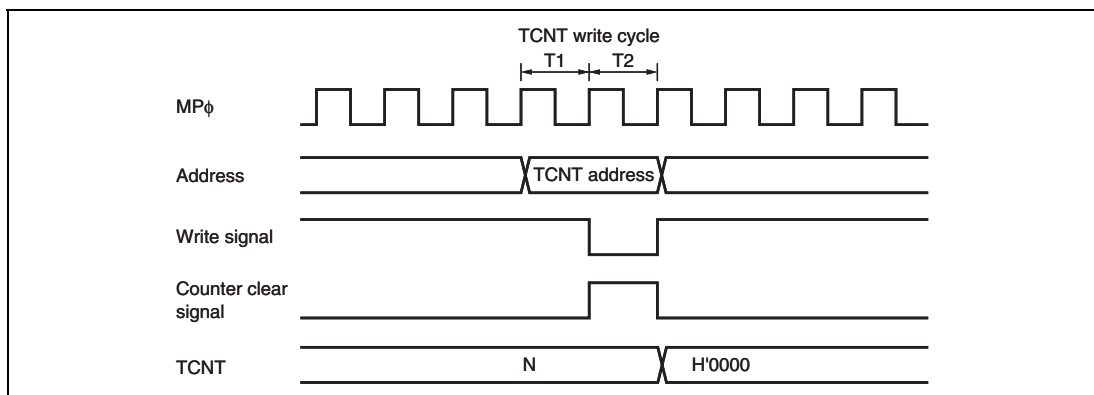 TCNT write cycle
T1 T2
MPϕ
Address
TCNT address
Write signal
Counter clear
signal
TCNT
N
H'0000